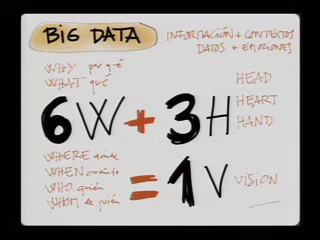 BIG DATA
INFORMACIÓN + CONTEXTOS
DATOS + EMOCIONES
WHY por qué
WHAT qué
HEAD
HEART
HAND
6W + 3H
WHERE donde
WHEN cuándo
WHO quién
WHOM de quién
= 1V
VISION